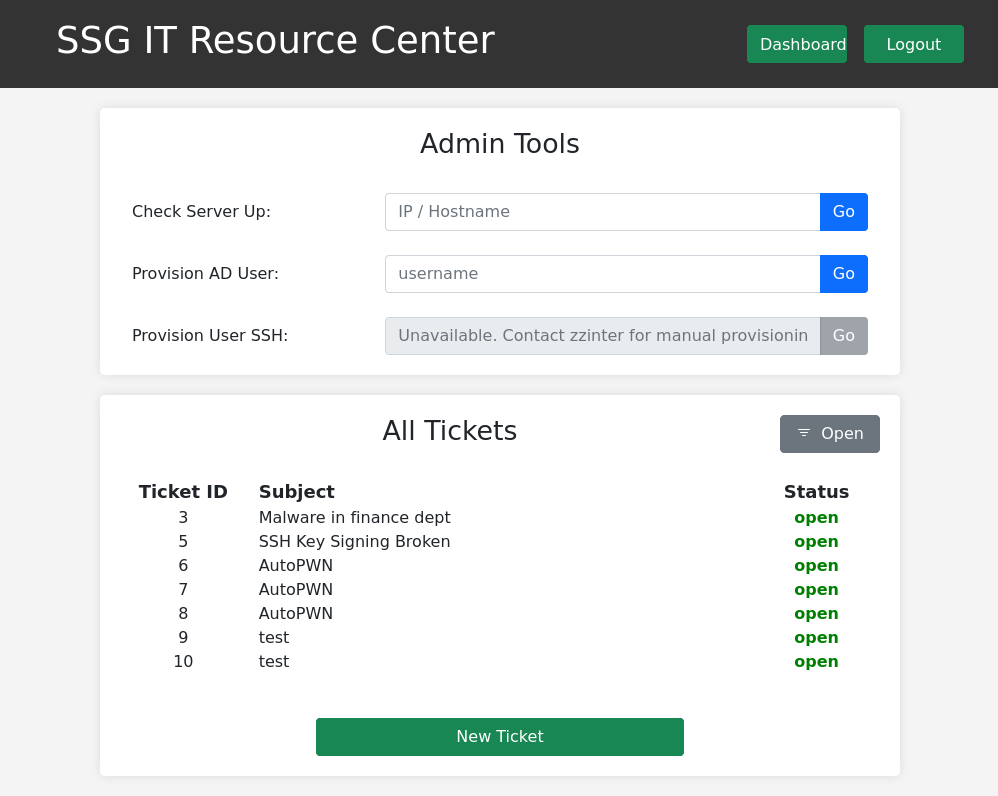 SSG IT Resource Center
Dashboard Logout
Admin Tools
Check Server Up: IP / Hostname Go
Provision AD User: username Go
Provision User SSH: Unavailable. Contact zzinter for manual provisionin Go
All Tickets Open
Ticket ID Subject Status
3 Malware in finance dept open
5 SSH Key Signing Broken open
6 AutoPWN open
7 AutoPWN open
8 AutoPWN open
9 test open
10 test open
New Ticket